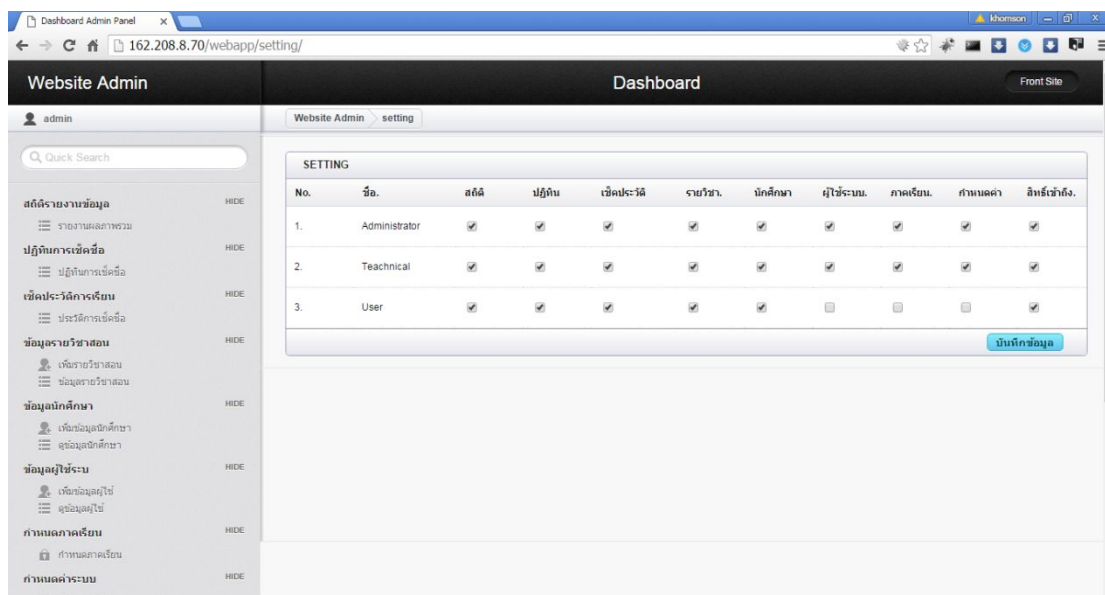 Dashboard Admin Panel
khomson
162.208.8.70/webapp/setting/
Website Admin
Dashboard
Front Site
admin
Website Admin
setting
Quick Search
สถิติรายงานข้อมูล HIDE
รายงานผลภาพรวม
ปฏิทินการเช็คชื่อ HIDE
ปฏิทินการเช็คชื่อ
เช็คประวัติการเรียน HIDE
ประวัติการเช็คชื่อ
ข้อมูลรายวิชาสอน HIDE
เพิ่มรายวิชาสอน
ข้อมูลรายวิชาสอน
ข้อมูลนักศึกษา HIDE
เพิ่มข้อมูลนักศึกษา
ดูข้อมูลนักศึกษา
ข้อมูลผู้ใช้ระบ HIDE
เพิ่มข้อมูลผู้ใช้
ดูข้อมูลผู้ใช้
กำหนดภาคเรียน HIDE
กำหนดภาคเรียน
กำหนดค่าระบบ HIDE
SETTING
No. ชื่อ. สถิติ ปฏิทิน เช็คประวัติ รายวิชา. นักศึกษา ผู้ใช้ระบบ. ภาคเรียน. กำหนดค่า สิทธิ์เข้าถึง.
1. Administrator
2. Teachnical
3. User
บันทึกข้อมูล